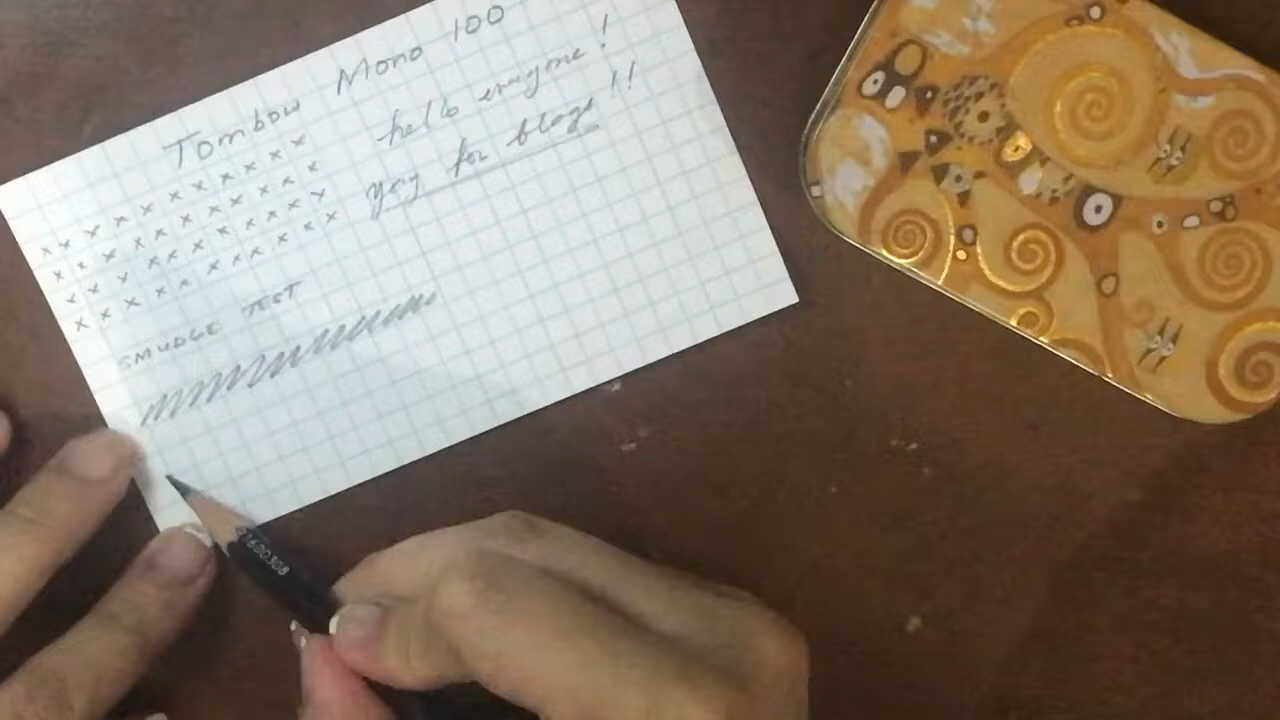 Tombow Mono 100
x x x x x x x x x x
hello everyone!
x x x x x x x x x x
yay for blogs!!
x x x x x x x x x x
x x x x x x x x x x
SMUDGE TEST